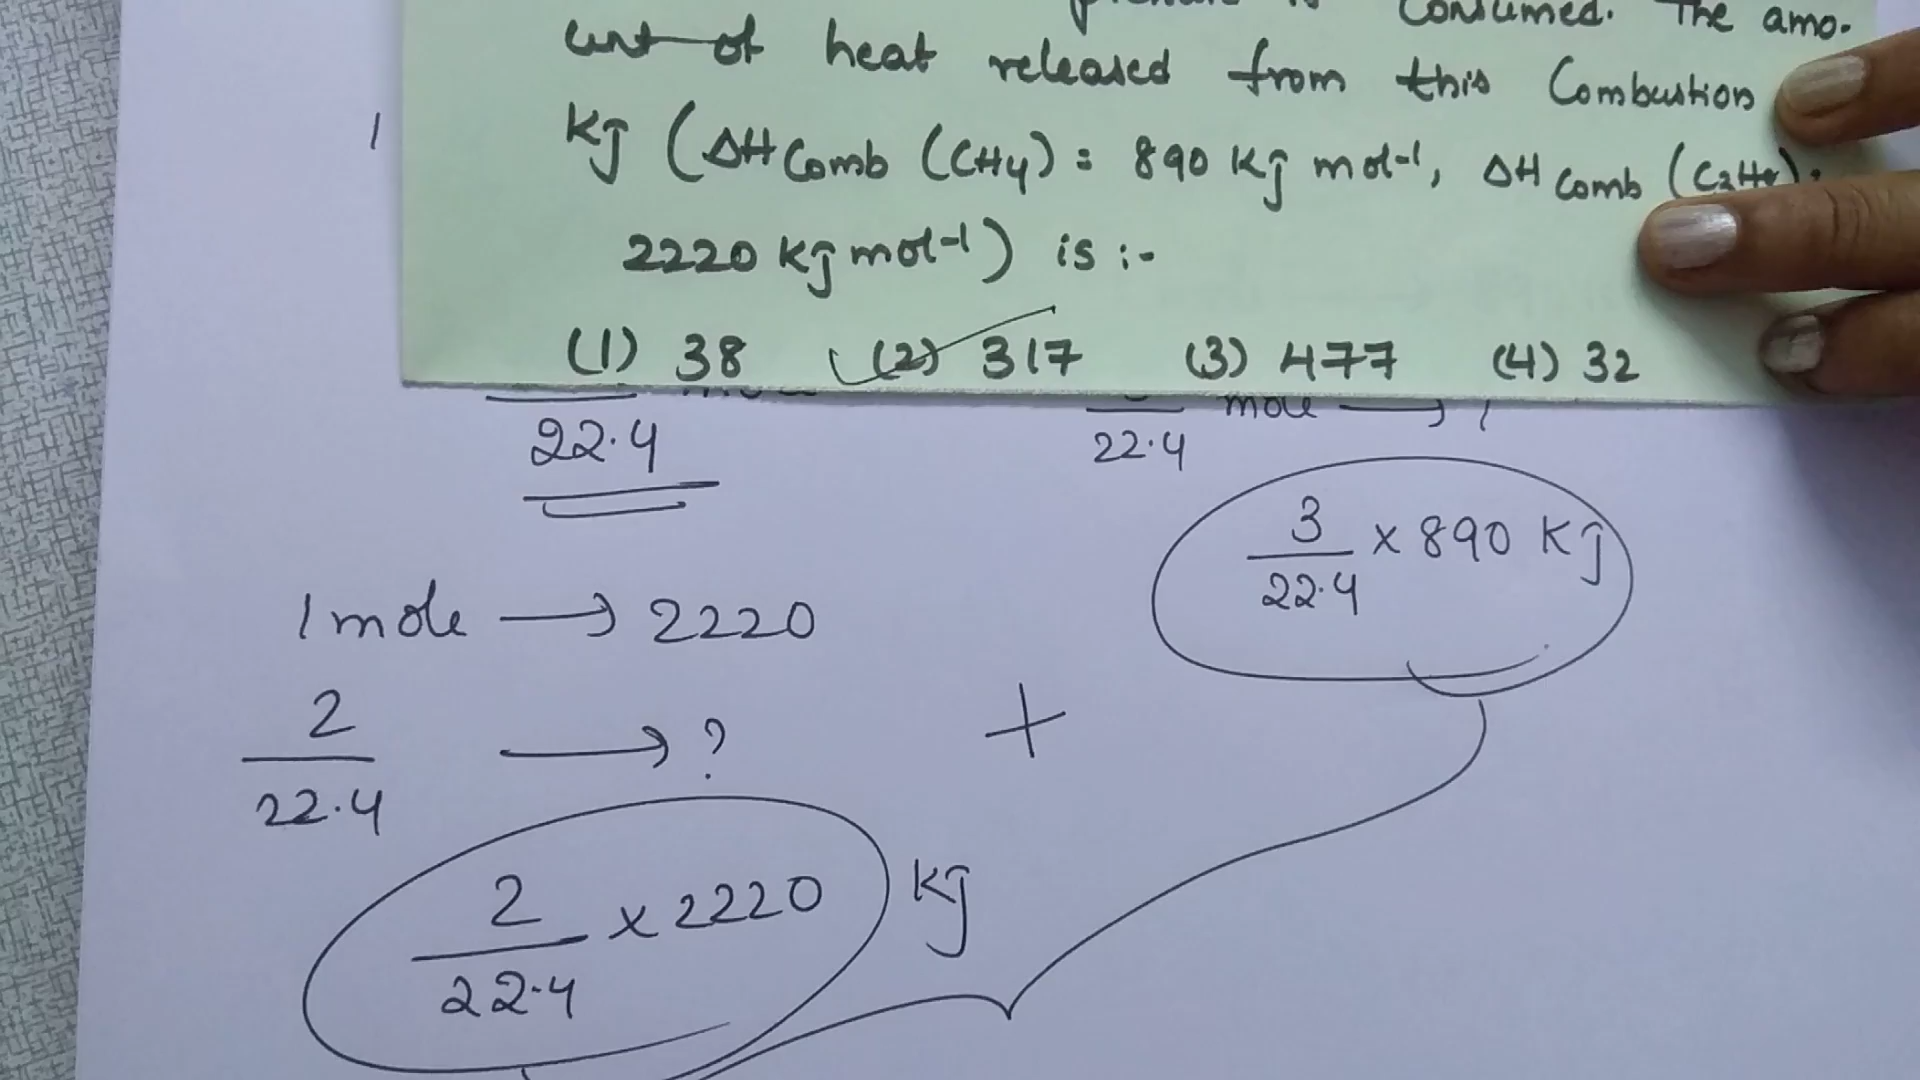 is consumed. The amo-
unt of heat released from this Combustion
KJ (ΔH Comb (CH4) = 890 KJ mol-1, ΔH Comb
2220 KJ mol-1) is :-
(1) 38 (2) 317 (3) 477 (4) 32
1
22.4
22.4 mole → ?
3/22.4 x 890 KJ
1 mole → 2220
2/22.4 → ?
+
2/22.4 x 2220 KJ